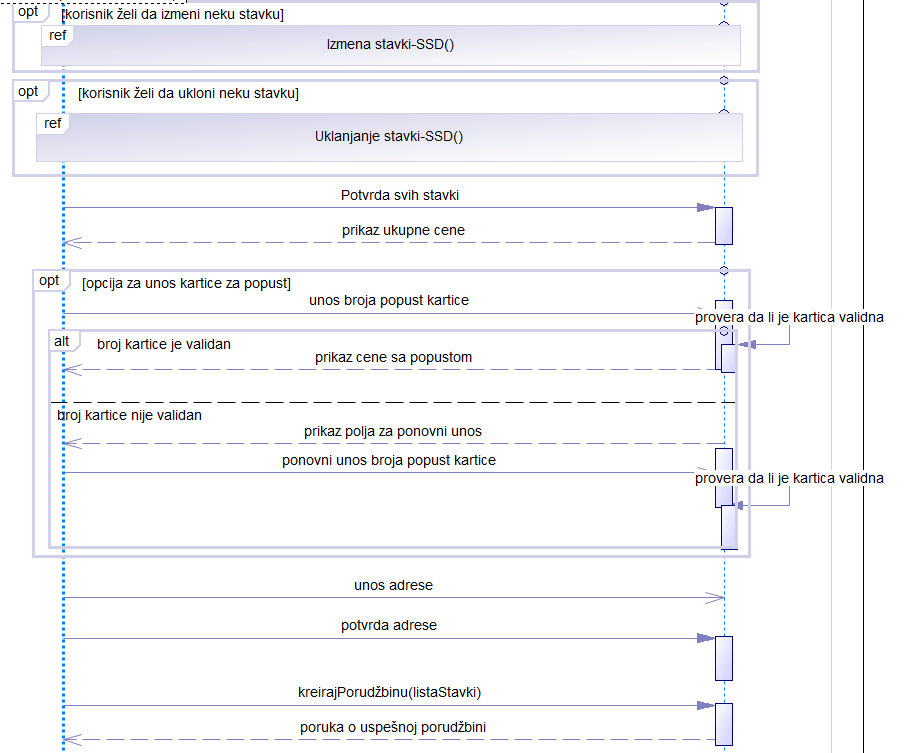 opt
[korisnik želi da izmeni neku stavku]
ref
Izmena stavki-SSD()
opt
[korisnik želi da ukloni neku stavku]
ref
Uklanjanje stavki-SSD()
Potvrda svih stavki
prikaz ukupne cene
opt
[opcija za unos kartice za popust]
unos broja popust kartice
provera da li je kartica validna
alt
broj kartice je validan
prikaz cene sa popustom
broj kartice nije validan
prikaz polja za ponovni unos
ponovni unos broja popust kartice
provera da li je kartica validna
unos adrese
potvrda adrese
kreirajPorudžbinu(listaStavki)
poruka o uspešnoj porudžbini